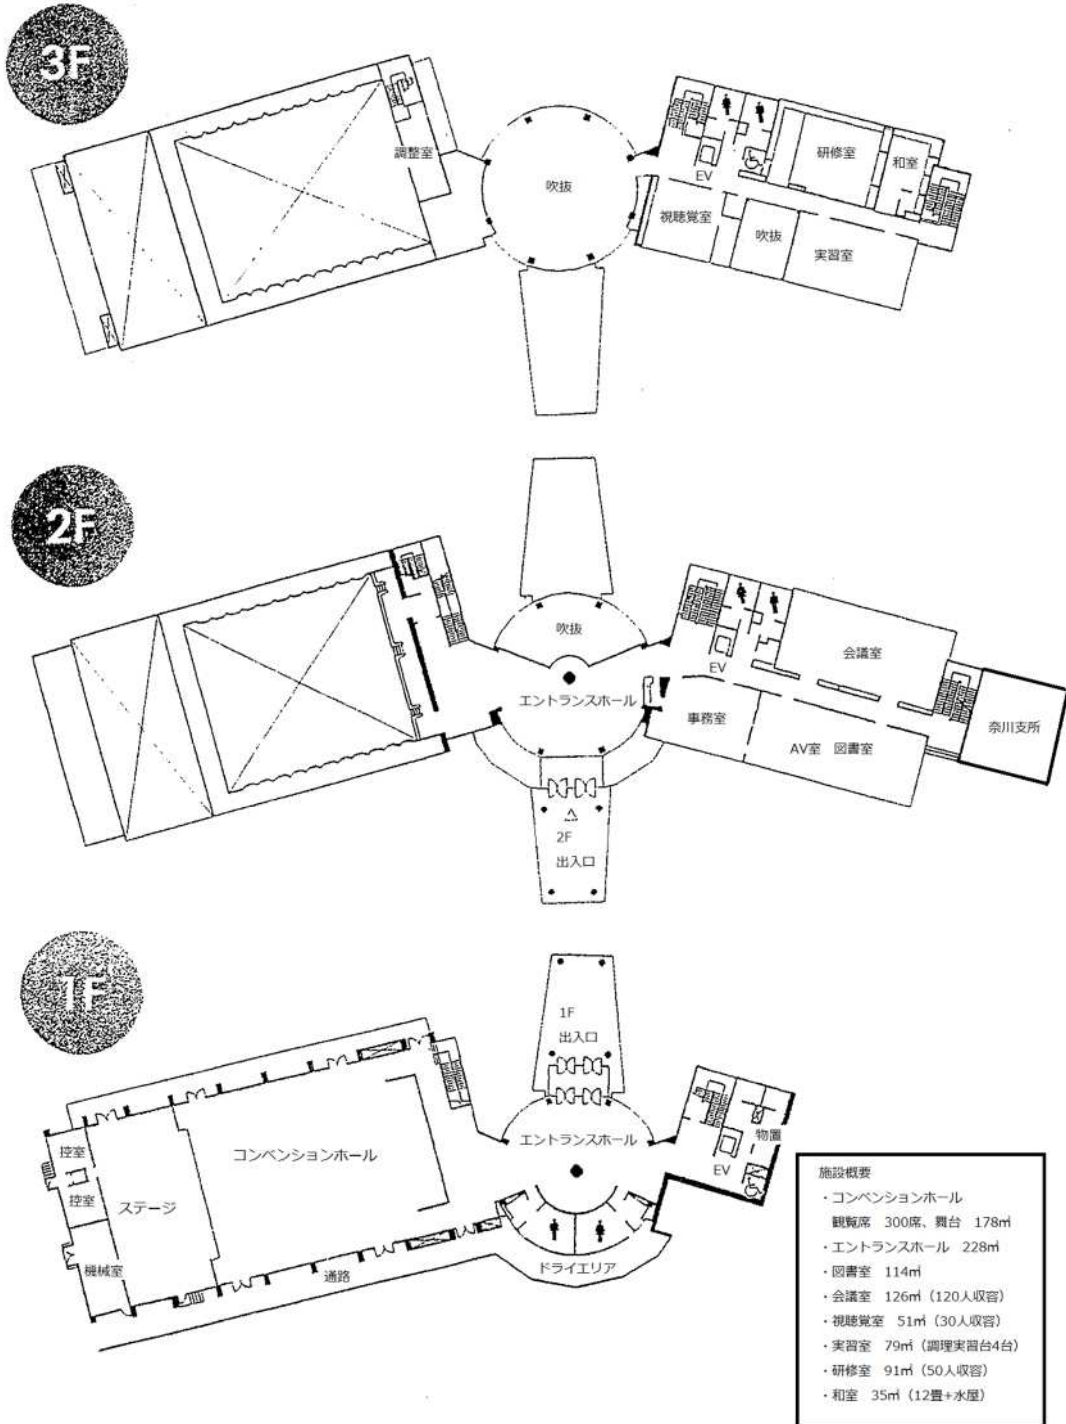 3F
調整室
吹抜
EV
研修室
和室
視聴覚室
吹抜
実習室
2F
吹抜
エントランスホール
EV
会議室
事務室
AV室 図書室
奈川支所
2F
出入口
1F
1F
出入口
控室
控室
コンベンションホール
エントランスホール
ステージ
機械室
通路
ドライエリア
EV
物置
施設概要
・コンベンションホール
観覧席 300席、舞台 178㎡
・エントランスホール 228㎡
・図書室 114㎡
・会議室 126㎡（120人収容）
・視聴覚室 51㎡（30人収容）
・実習室 79㎡（調理実習台4台）
・研修室 91㎡（50人収容）
・和室 35㎡（12畳+水屋）